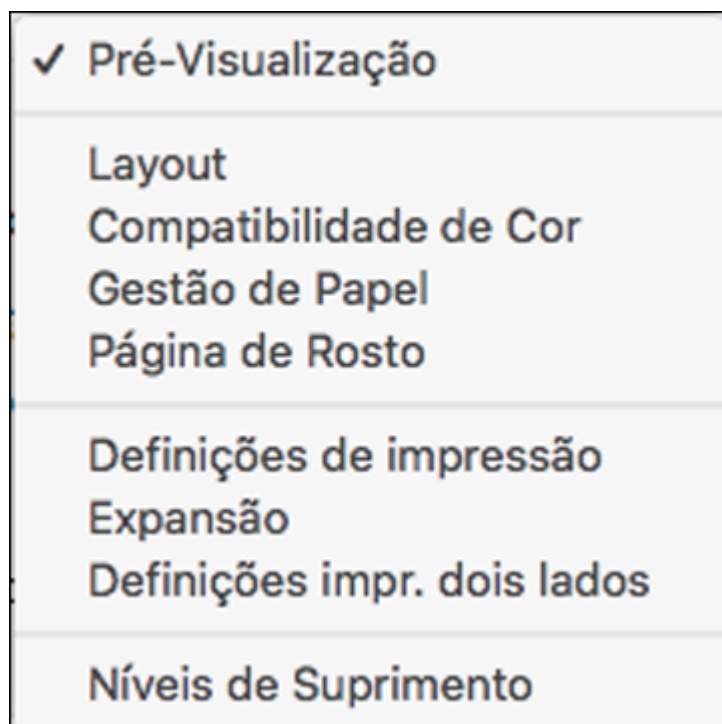 ✓ Pré-Visualização
Layout
Compatibilidade de Cor
Gestão de Papel
Página de Rosto
Definições de impressão
Expansão
Definições impr. dois lados
Níveis de Suprimento